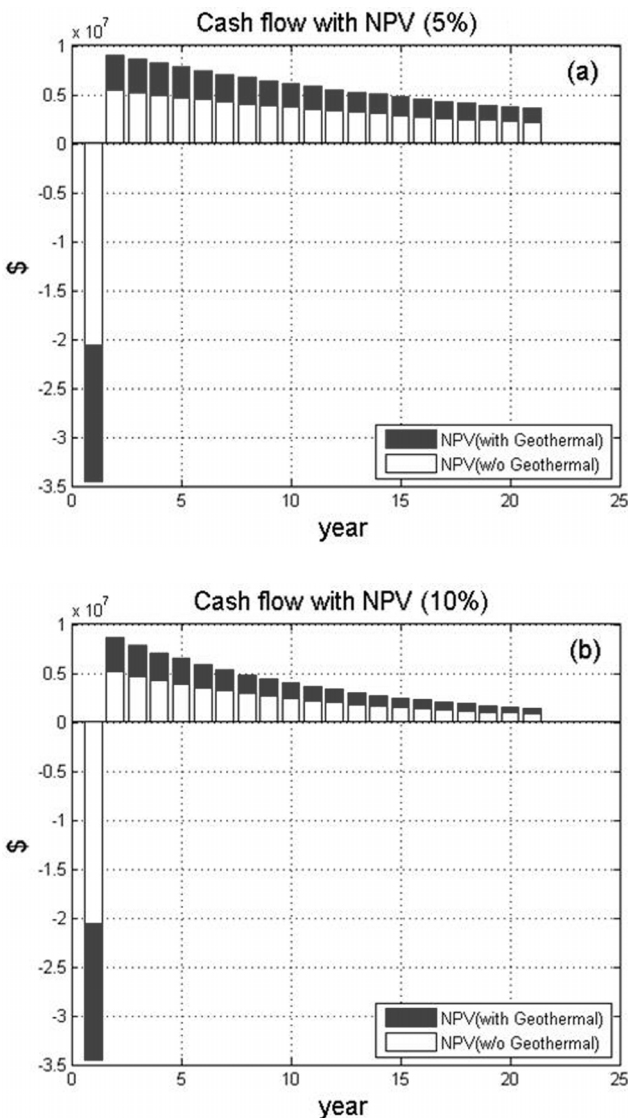 Cash flow with NPV (5%)
x 10^7
(a)
1
0.5
0
-0.5
-1
-1.5
-2
-2.5
-3
-3.5
$
NPV(with Geothermal)
NPV(w/o Geothermal)
0 5 10 15 20 25
year
Cash flow with NPV (10%)
x 10^7
(b)
1
0.5
0
-0.5
-1
-1.5
-2
-2.5
-3
-3.5
$
NPV(with Geothermal)
NPV(w/o Geothermal)
0 5 10 15 20 25
year